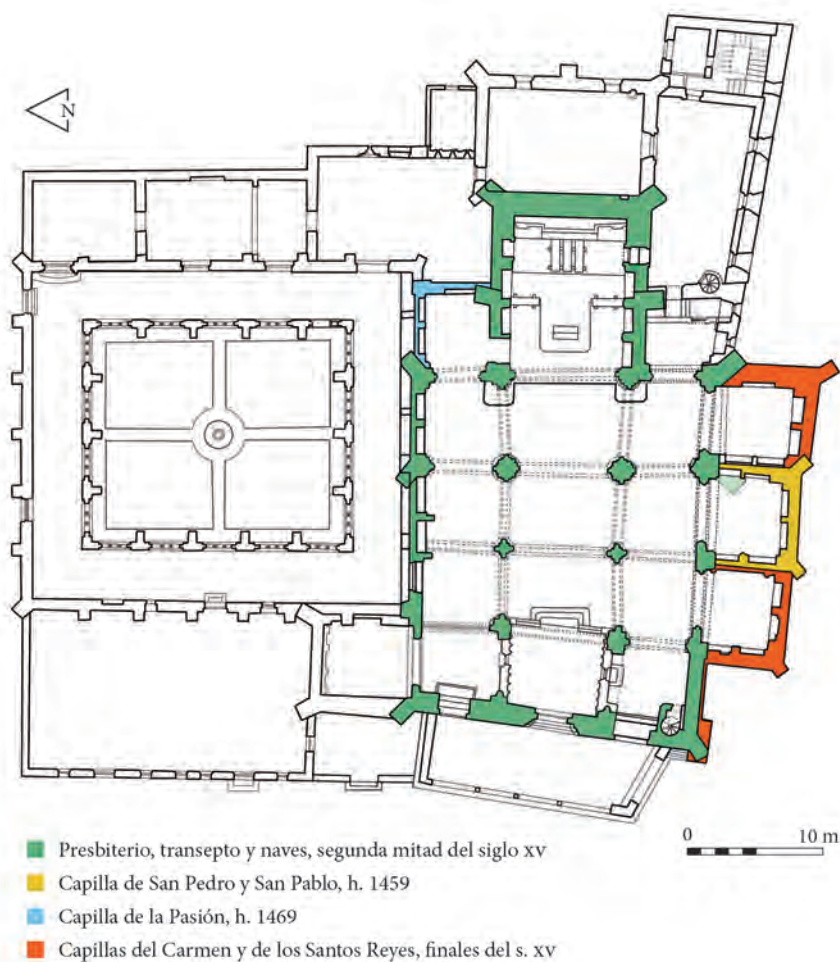 N
0 10 m
Presbiterio, transepto y naves, segunda mitad del siglo XV
Capilla de San Pedro y San Pablo, h. 1459
Capilla de la Pasión, h. 1469
Capillas del Carmen y de los Santos Reyes, finales del s. XV